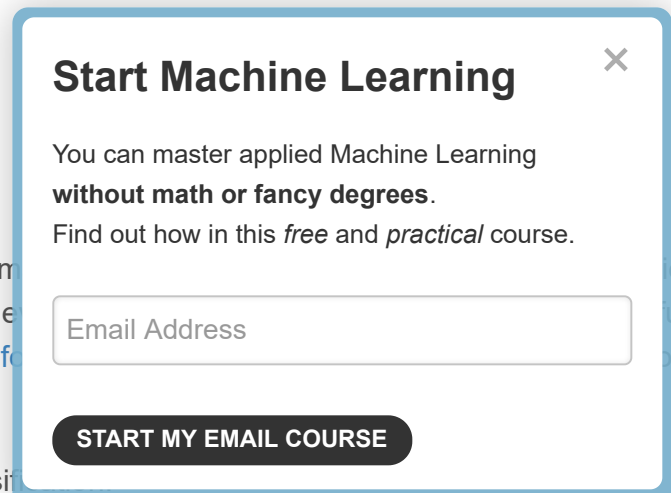 Start Machine Learning
×
You can master applied Machine Learning
without math or fancy degrees.
Find out how in this free and practical course.
Email Address
START MY EMAIL COURSE